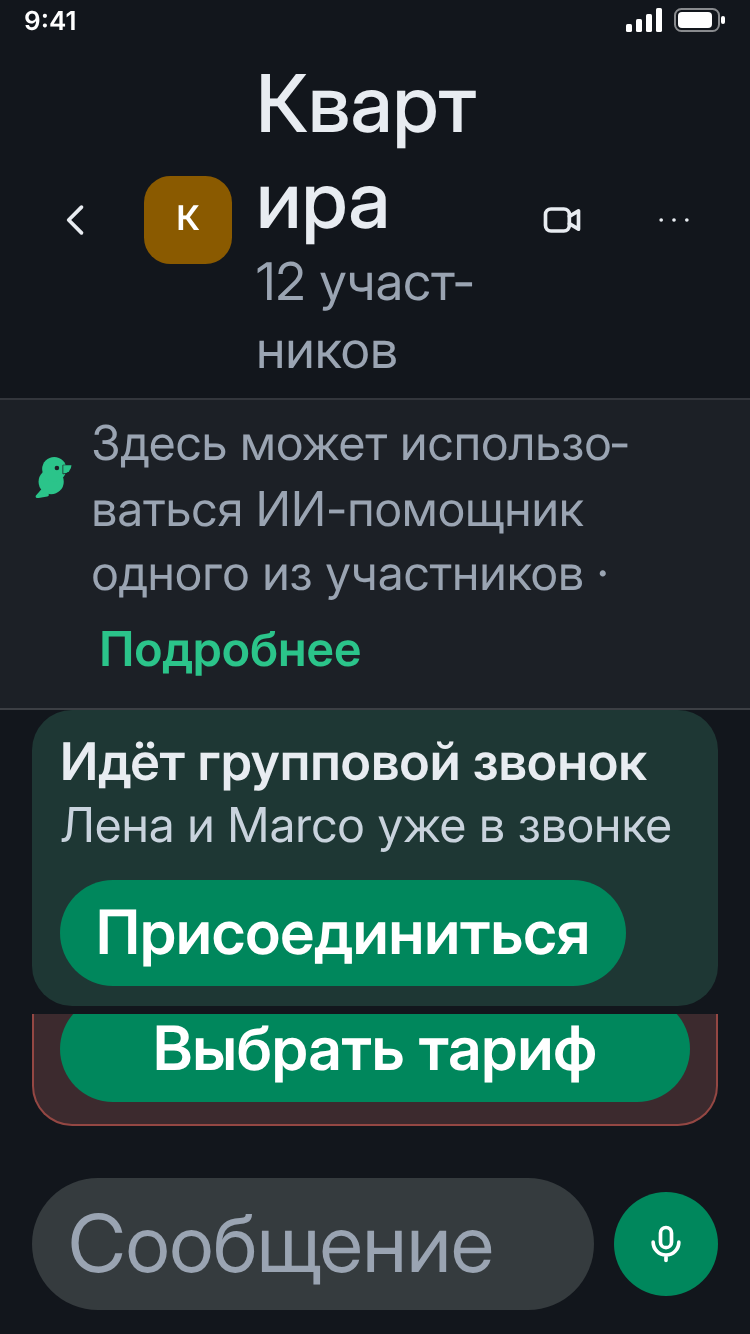 9:41
Кварт
ира
К
12 участ-
ников
Здесь может использо-
ваться ИИ-помощник
одного из участников ·
Подробнее
Идёт групповой звонок
Лена и Marco уже в звонке
Присоединиться
Выбрать тариф
Сообщение